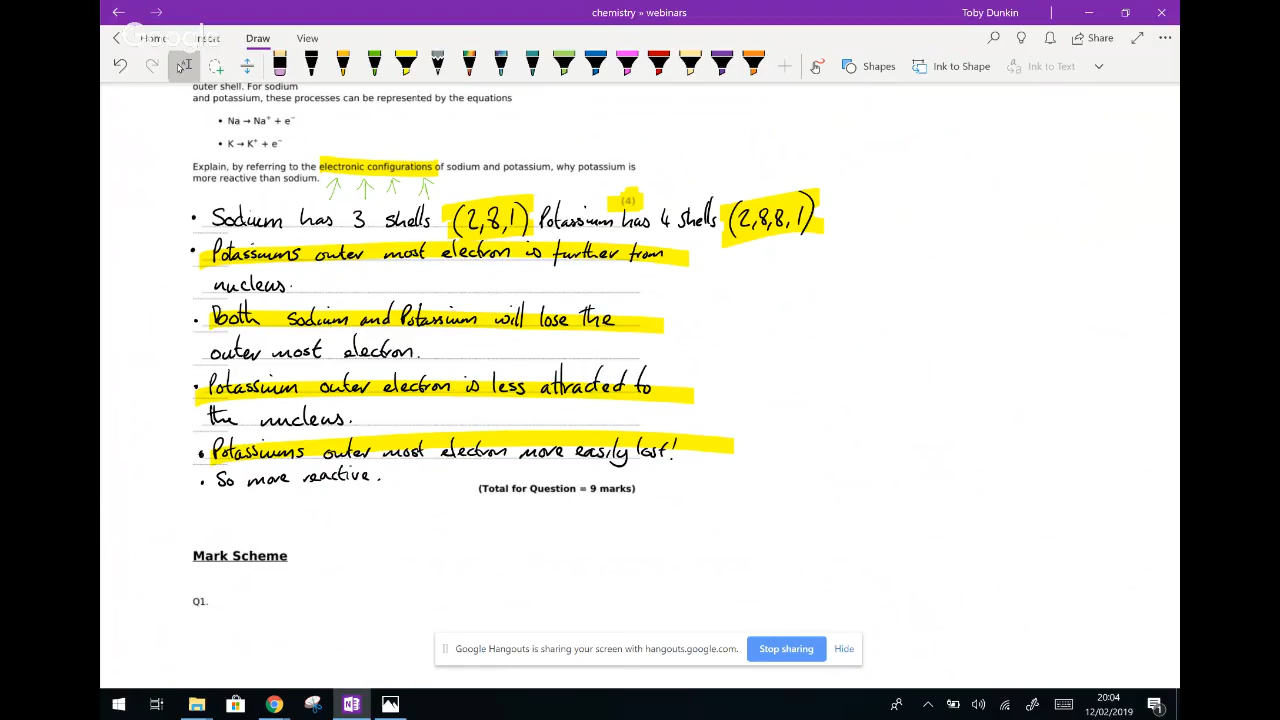 chemistry » webinars
Toby Dunkin
Google
Home
Insert
Draw
View
Share
Shapes
Ink to Shape
Ink to Text
outer shell. For sodium
and potassium, these processes can be represented by the equations
• Na → Na⁺ + e⁻
• K → K⁺ + e⁻
Explain, by referring to the electronic configurations of sodium and potassium, why potassium is
more reactive than sodium.
(4)
• Sodium has 3 shells (2,8,1) Potassium has 4 shells (2,8,8,1)
• Potassiums outer most electron is further from
nucleus.
• Both sodium and Potassium will lose the
outer most electron.
• Potassium outer electron is less attracted to
the nucleus.
• Potassiums outer most electron more easily lost!
• So more reactive.
(Total for Question = 9 marks)
Mark Scheme
Q1.
Google Hangouts is sharing your screen with hangouts.google.com.
Stop sharing
Hide
20:04
12/02/2019